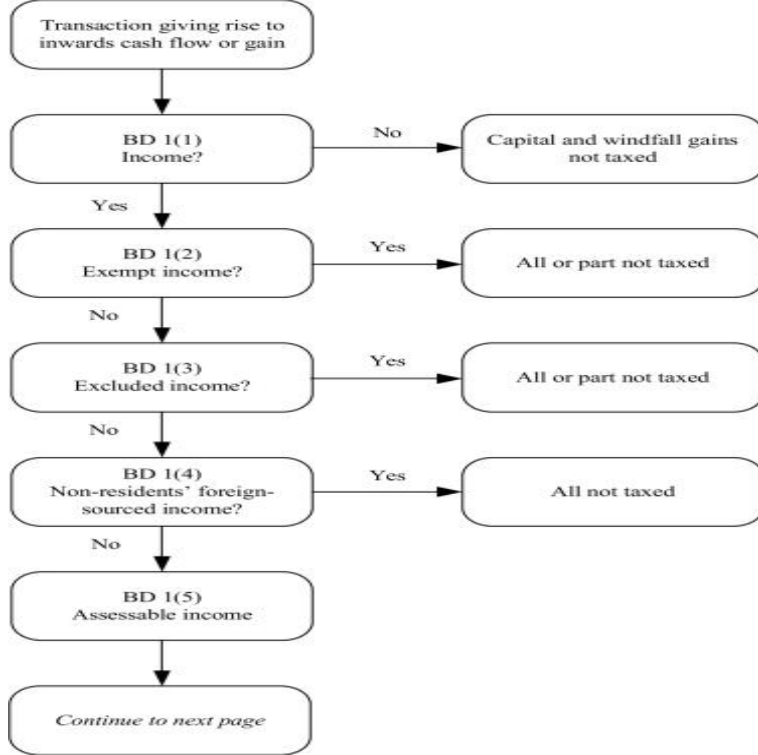 Transaction giving rise to
inwards cash flow or gain
BD 1(1)
Income?
No
Capital and windfall gains
not taxed
Yes
BD 1(2)
Exempt income?
Yes
All or part not taxed
No
BD 1(3)
Excluded income?
Yes
All or part not taxed
No
BD 1(4)
Non-residents’ foreign-
sourced income?
Yes
All not taxed
No
BD 1(5)
Assessable income
Continue to next page